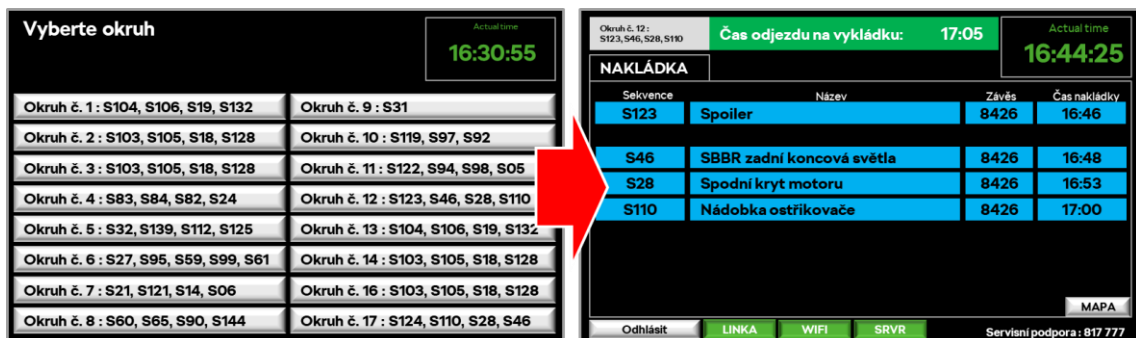 Vyberte okruh
Actual time
16:30:55
Okruh č. 1 : S104, S106, S19, S132
Okruh č. 2 : S103, S105, S18, S128
Okruh č. 3 : S103, S105, S18, S128
Okruh č. 4 : S83, S84, S82, S24
Okruh č. 5 : S32, S139, S112, S125
Okruh č. 6 : S27, S95, S59, S99, S61
Okruh č. 7 : S21, S121, S14, S06
Okruh č. 8 : S60, S65, S90, S144
Okruh č. 9 : S31
Okruh č. 10 : S119, S97, S92
Okruh č. 11 : S122, S94, S98, S05
Okruh č. 12 : S123, S46, S28, S110
Okruh č. 13 : S104, S106, S19, S132
Okruh č. 14 : S103, S105, S18, S128
Okruh č. 16 : S103, S105, S18, S128
Okruh č. 17 : S124, S110, S28, S46
Okruh č. 12 :
S123, S46, S28, S110
Čas odjezdu na vykládku: 17:05
Actual time
16:44:25
NAKLÁDKA
Sekvence Název Závěs Čas nakládky
S123 Spoiler 8426 16:46
S46 SBBR zadní koncová světla 8426 16:48
S28 Spodní kryt motoru 8426 16:53
S110 Nádobka ostřikovače 8426 17:00
MAPA
Odhlásit LINKA WIFI SRVR Servisní podpora : 817 777